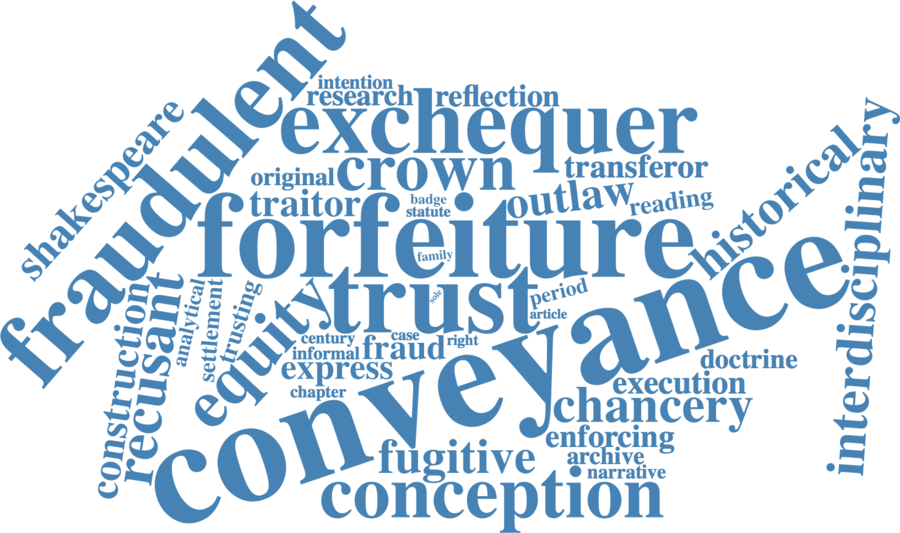 fraudulent
intention
research
reflection
exchequer
shakespeare
crown
transferor
original
traitor
badge
statute
outlaw
reading
historical
interdisciplinary
forfeiture
family
trust
sole
period
article
conveyance
construction
recusant
analytical
settlement
trusting
equity
century
case
right
informal
fraud
express
chapter
doctrine
execution
chancery
enforcing
fugitive
archive
narrative
conception